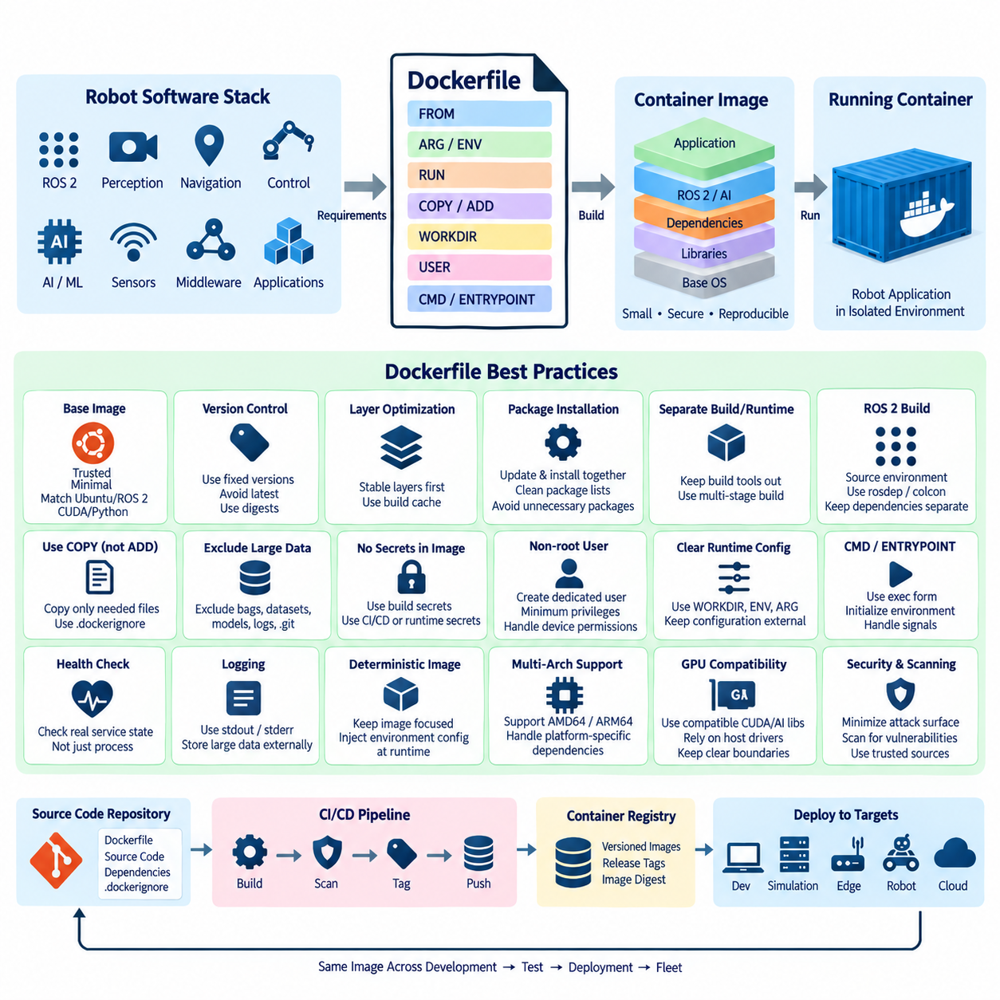 Robot Software Stack
ROS 2
Perception
Navigation
Control
AI
AI / ML
Sensors
Middleware
Applications
Requirements
Dockerfile
FROM
ARG / ENV
RUN
COPY / ADD
WORKDIR
USER
CMD / ENTRYPOINT
Build
Container Image
Application
ROS 2 / AI
Dependencies
Libraries
Base OS
Small • Secure • Reproducible
Run
Running Container
Robot Application
in Isolated Environment
Dockerfile Best Practices
Base Image
Trusted
Minimal
Match Ubuntu/ROS 2
CUDA/Python
Version Control
Use fixed versions
Avoid latest
Use digests
Layer Optimization
Stable layers first
Use build cache
Package Installation
Update & install together
Clean package lists
Avoid unnecessary packages
Separate Build/Runtime
Keep build tools out
Use multi-stage build
ROS 2 Build
Source environment
Use rosdep / colcon
Keep dependencies separate
Use COPY (not ADD)
Copy only needed files
Use .dockerignore
Exclude Large Data
Exclude bags, datasets,
models, logs, .git
No Secrets in Image
Use build secrets
Use CI/CD or runtime secrets
Non-root User
Create dedicated user
Minimum privileges
Handle device permissions
Clear Runtime Config
Use WORKDIR, ENV, ARG
Keep configuration external
CMD / ENTRYPOINT
Use exec form
Initialize environment
Handle signals
Health Check
Check real service state
Not just process
Logging
Use stdout / stderr
Store large data externally
Deterministic Image
Keep image focused
Inject environment config
at runtime
Multi-Arch Support
Support AMD64 / ARM64
Handle platform-specific
dependencies
GPU Compatibility
Use compatible CUDA/AI libs
Rely on host drivers
Keep clear boundaries
Security & Scanning
Minimize attack surface
Scan for vulnerabilities
Use trusted sources
Source Code Repository
Dockerfile
Source Code
Dependencies
.dockerignore
CI/CD Pipeline
Build
Scan
Tag
Push
Container Registry
Versioned Images
Release Tags
Image Digest
Deploy to Targets
Dev
Simulation
Edge
Robot
Cloud
Same Image Across Development → Test → Deployment → Fleet